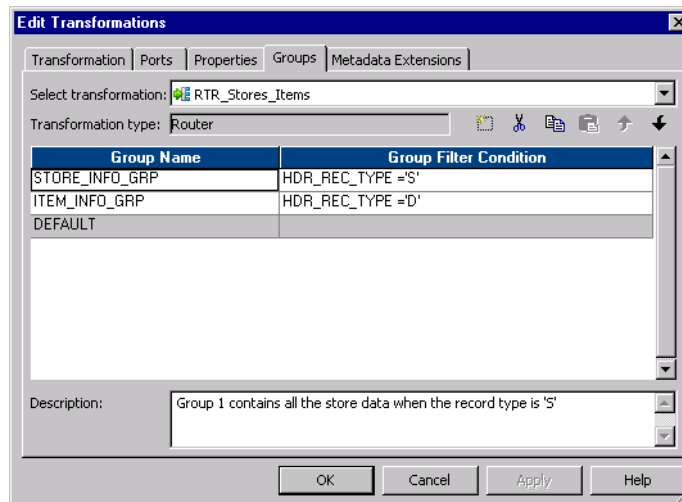 Edit Transformations
Transformation Ports Properties Groups Metadata Extensions
Select transformation: RTR_Stores_Items
Transformation type: Router
Group Name Group Filter Condition
STORE_INFO_GRP HDR_REC_TYPE ='S'
ITEM_INFO_GRP HDR_REC_TYPE ='D'
DEFAULT
Description: Group 1 contains all the store data when the record type is 'S'
OK Cancel Apply Help